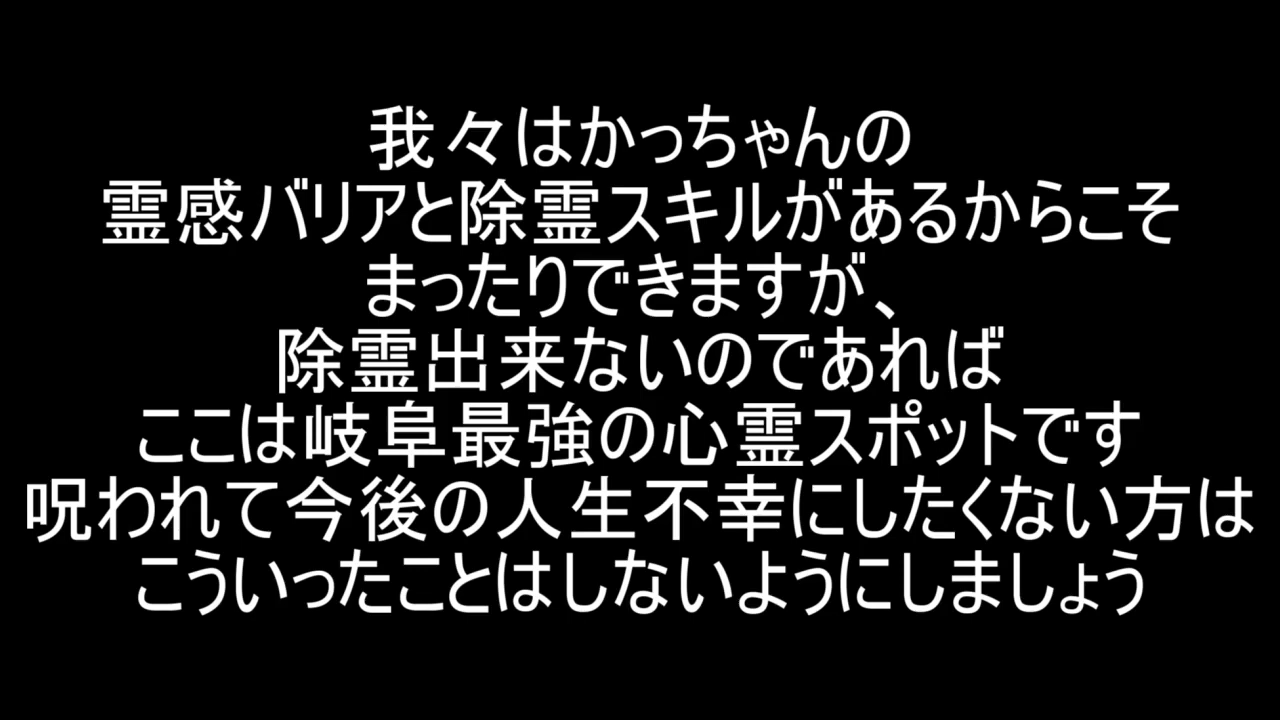 我々はかっちゃんの
霊感バリアと除霊スキルがあるからこそ
まったりできますが、
除霊出来ないのであれば
ここは岐阜最強の心霊スポットです
呪われて今後の人生不幸にしたくない方は
こういったことはしないようにしましょう